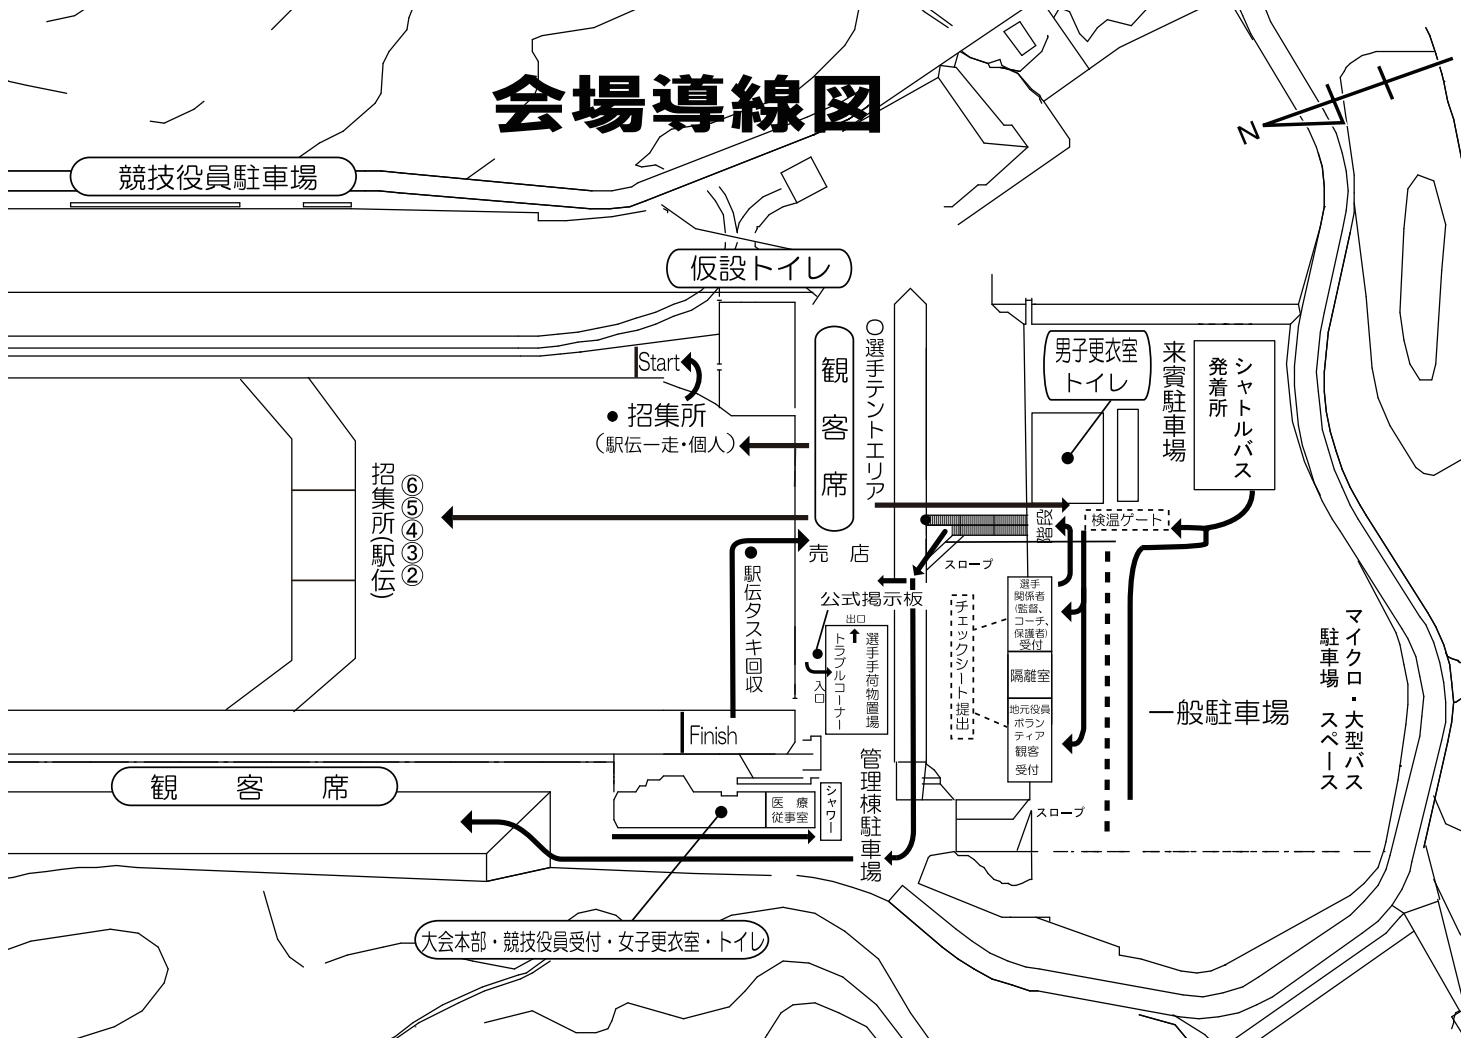 会場導線図
N
競技役員駐車場
仮設トイレ
Start
招集所
(駅伝一走・個人)
観客席
○選手テントエリア
男子更衣室
トイレ
来賓駐車場
シャトルバス
発着所
招集所(駅伝)
⑥⑤④③②
階段
検温ゲート
売 店
スロープ
駅伝タスキ回収
公式掲示板
出口
選手手荷物置場
トラブルコーナー
入口
チェックシート提出
選手
関係者
(監督、
コーチ、
保護者)
受付
隔離室
地元役員
ボラン
ティア
観客
受付
一般駐車場
マイクロ・大型バス
駐車場 スペース
Finish
観 客 席
医 療
従事室
シャワー
管理棟駐車場
スロープ
大会本部・競技役員受付・女子更衣室・トイレ